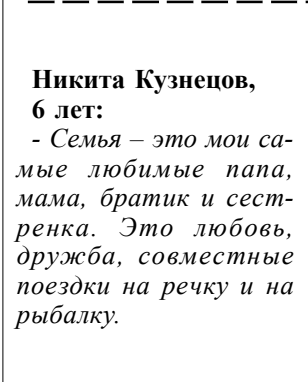 Никита Кузнецов,
6 лет:
- Семья – это мои са-
мые любимые папа,
мама, братик и сест-
ренка. Это любовь,
дружба, совместные
поездки на речку и на
рыбалку.